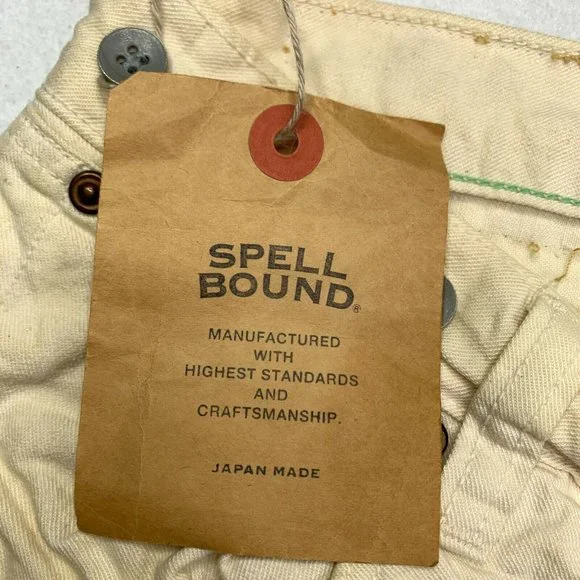 SPELL
BOUND®
MANUFACTURED
WITH
HIGHEST STANDARDS
AND
CRAFTSMANSHIP.
JAPAN MADE